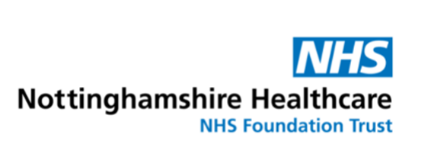 NHS
Nottinghamshire Healthcare
NHS Foundation Trust